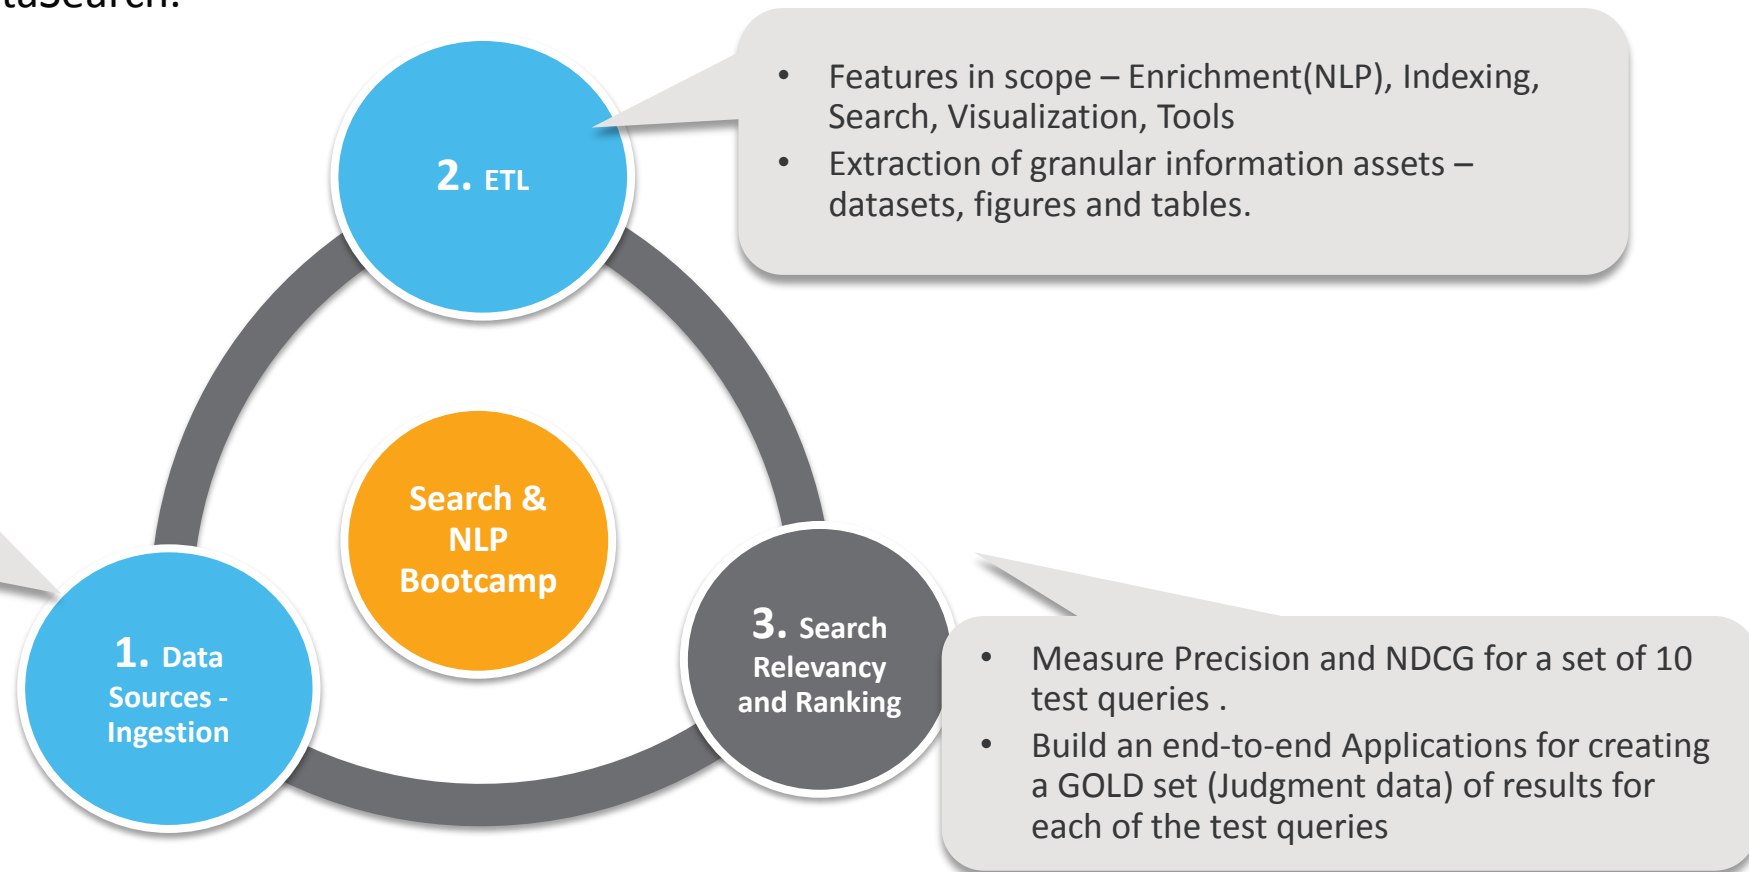 taSearch.
• Features in scope – Enrichment(NLP), Indexing,
Search, Visualization, Tools
• Extraction of granular information assets –
datasets, figures and tables.
2. ETL
Search &
NLP
Bootcamp
1. Data
Sources -
Ingestion
3. Search
Relevancy
and Ranking
• Measure Precision and NDCG for a set of 10
test queries .
• Build an end-to-end Applications for creating
a GOLD set (Judgment data) of results for
each of the test queries